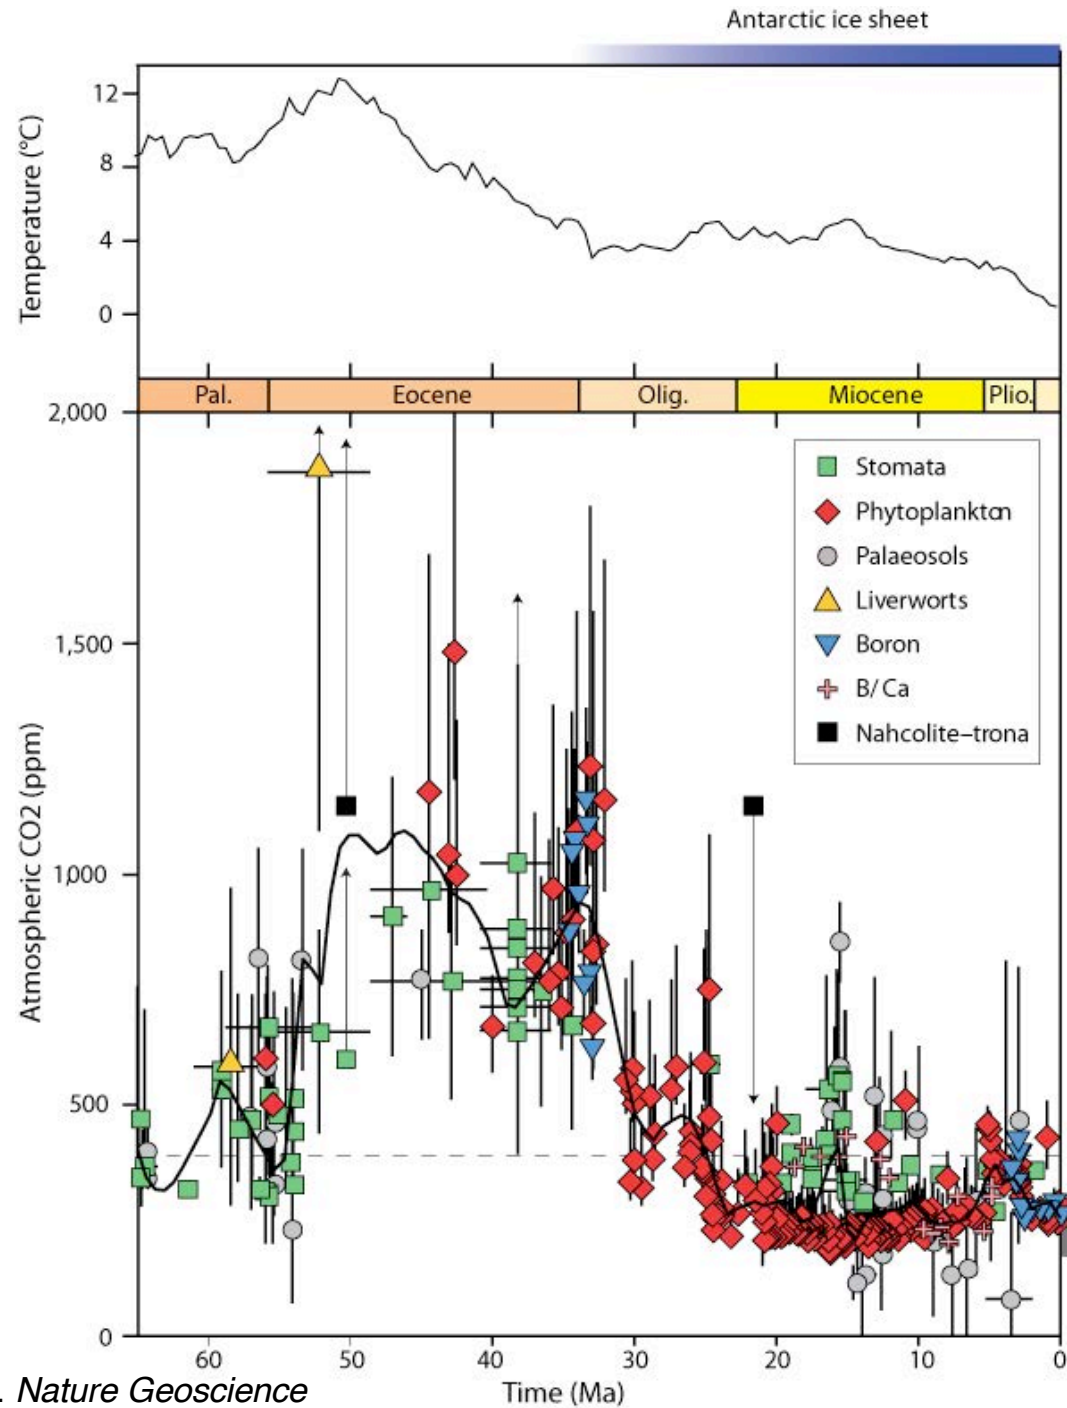 Antarctic ice sheet
Temperature (°C)
12
8
4
0
Pal. Eocene Olig. Miocene Plio.
Atmospheric CO2 (ppm)
2,000
1,500
1,000
500
0
Stomata
Phytoplankton
Palaeosols
Liverworts
Boron
B/Ca
Nahcolite–trona
60 50 40 30 20 10 0
Time (Ma)
. Nature Geoscience